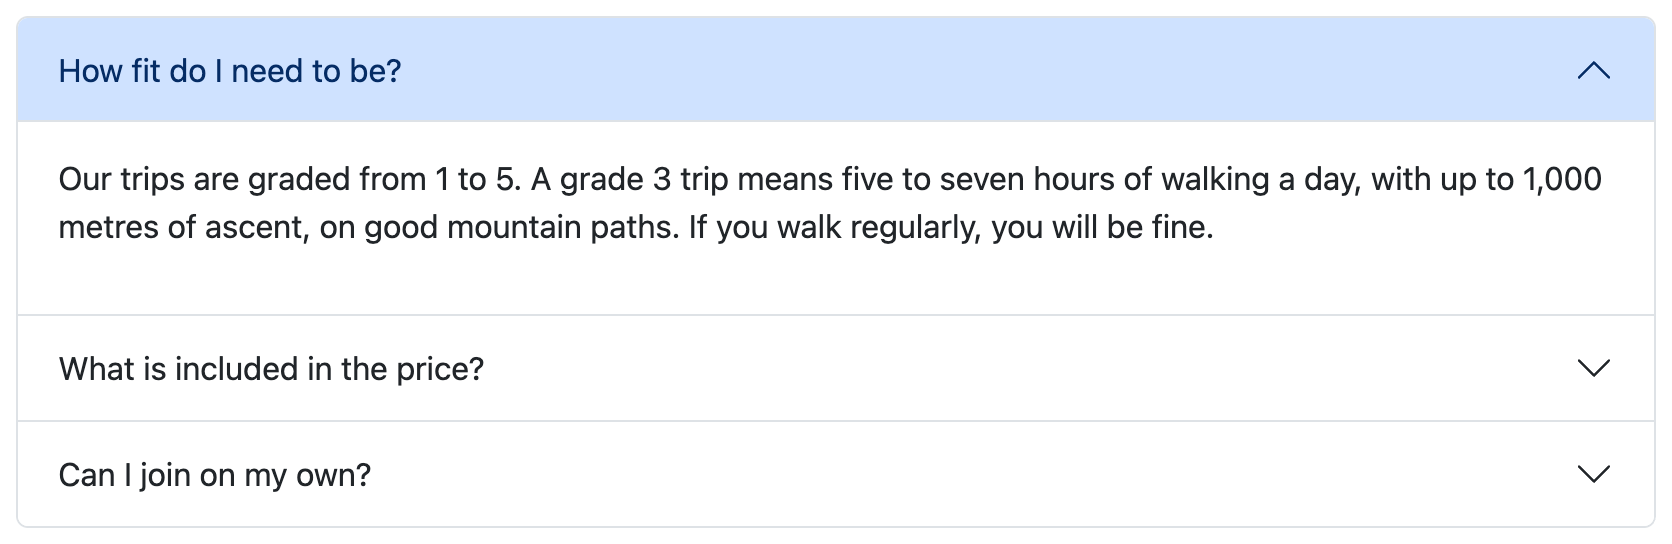 How fit do I need to be?
Our trips are graded from 1 to 5. A grade 3 trip means five to seven hours of walking a day, with up to 1,000
metres of ascent, on good mountain paths. If you walk regularly, you will be fine.
What is included in the price?
Can I join on my own?